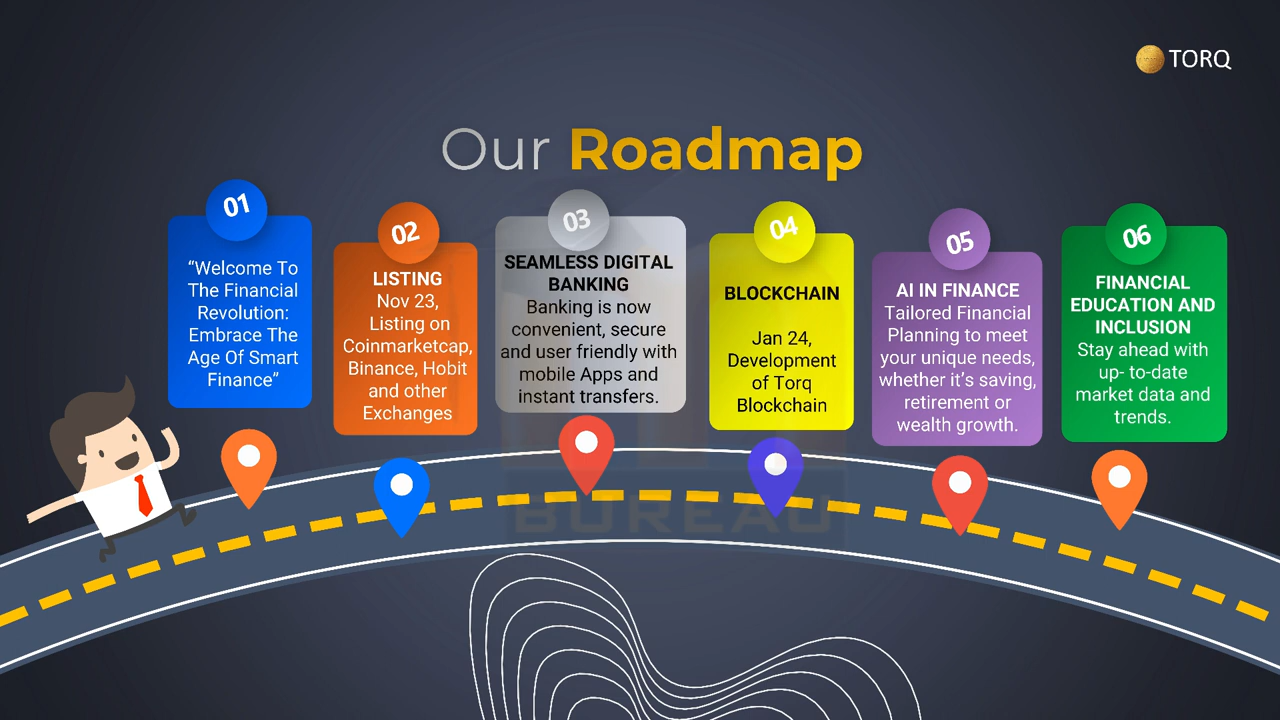 TORQ
Our Roadmap
01
“Welcome To
The Financial
Revolution:
Embrace The
Age Of Smart
Finance”
02
LISTING
Nov 23,
Listing on
Coinmarketcap,
Binance, Hobit
and other
Exchanges
03
SEAMLESS DIGITAL
BANKING
Banking is now
convenient, secure
and user friendly with
mobile Apps and
instant transfers.
04
BLOCKCHAIN
Jan 24,
Development
of Torq
Blockchain
05
AI IN FINANCE
Tailored Financial
Planning to meet
your unique needs,
whether it’s saving,
retirement or
wealth growth.
06
FINANCIAL
EDUCATION AND
INCLUSION
Stay ahead with
up- to-date
market data and
trends.
BUREAU